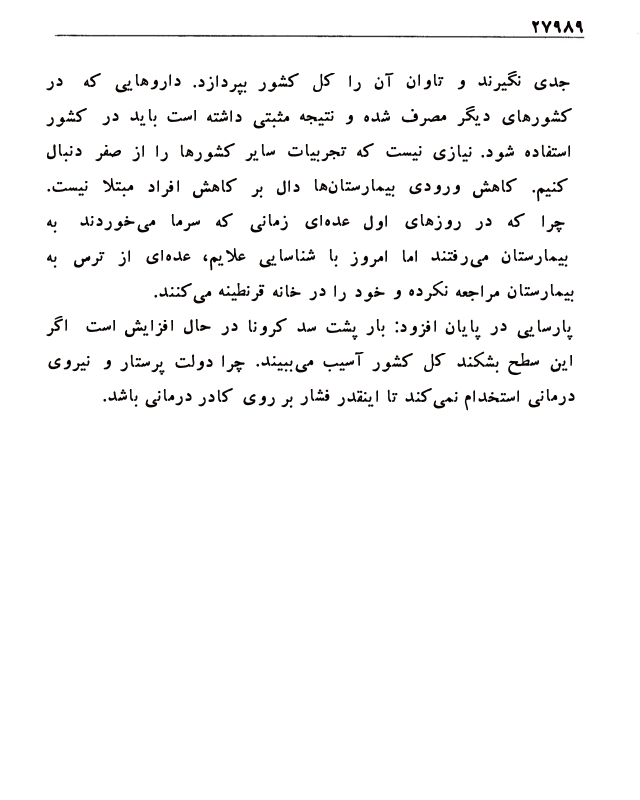 ۲۷۹۸۹
جدی نگیرند و تاوان آن را کل کشور بپردازد. داروهایی که در
کشورهای دیگر مصرف شده و نتیجه مثبتی داشته است باید در کشور
استفاده شود. نیازی نیست که تجربیات سایر کشورها را از صفر دنبال
کنیم. کاهش ورودی بیمارستان‌ها دال بر کاهش افراد مبتلا نیست.
چرا که در روزهای اول عده‌ای زمانی که سرما می‌خوردند به
بیمارستان می‌رفتند اما امروز با شناسایی علایم، عده‌ای از ترس به
بیمارستان مراجعه نکرده و خود را در خانه قرنطینه می‌کنند.
پارسایی در پایان افزود: بار پشت سد کرونا در حال افزایش است اگر
این سطح بشکند کل کشور آسیب می‌بیند. چرا دولت پرستار و نیروی
درمانی استخدام نمی‌کند تا اینقدر فشار بر روی کادر درمانی باشد.